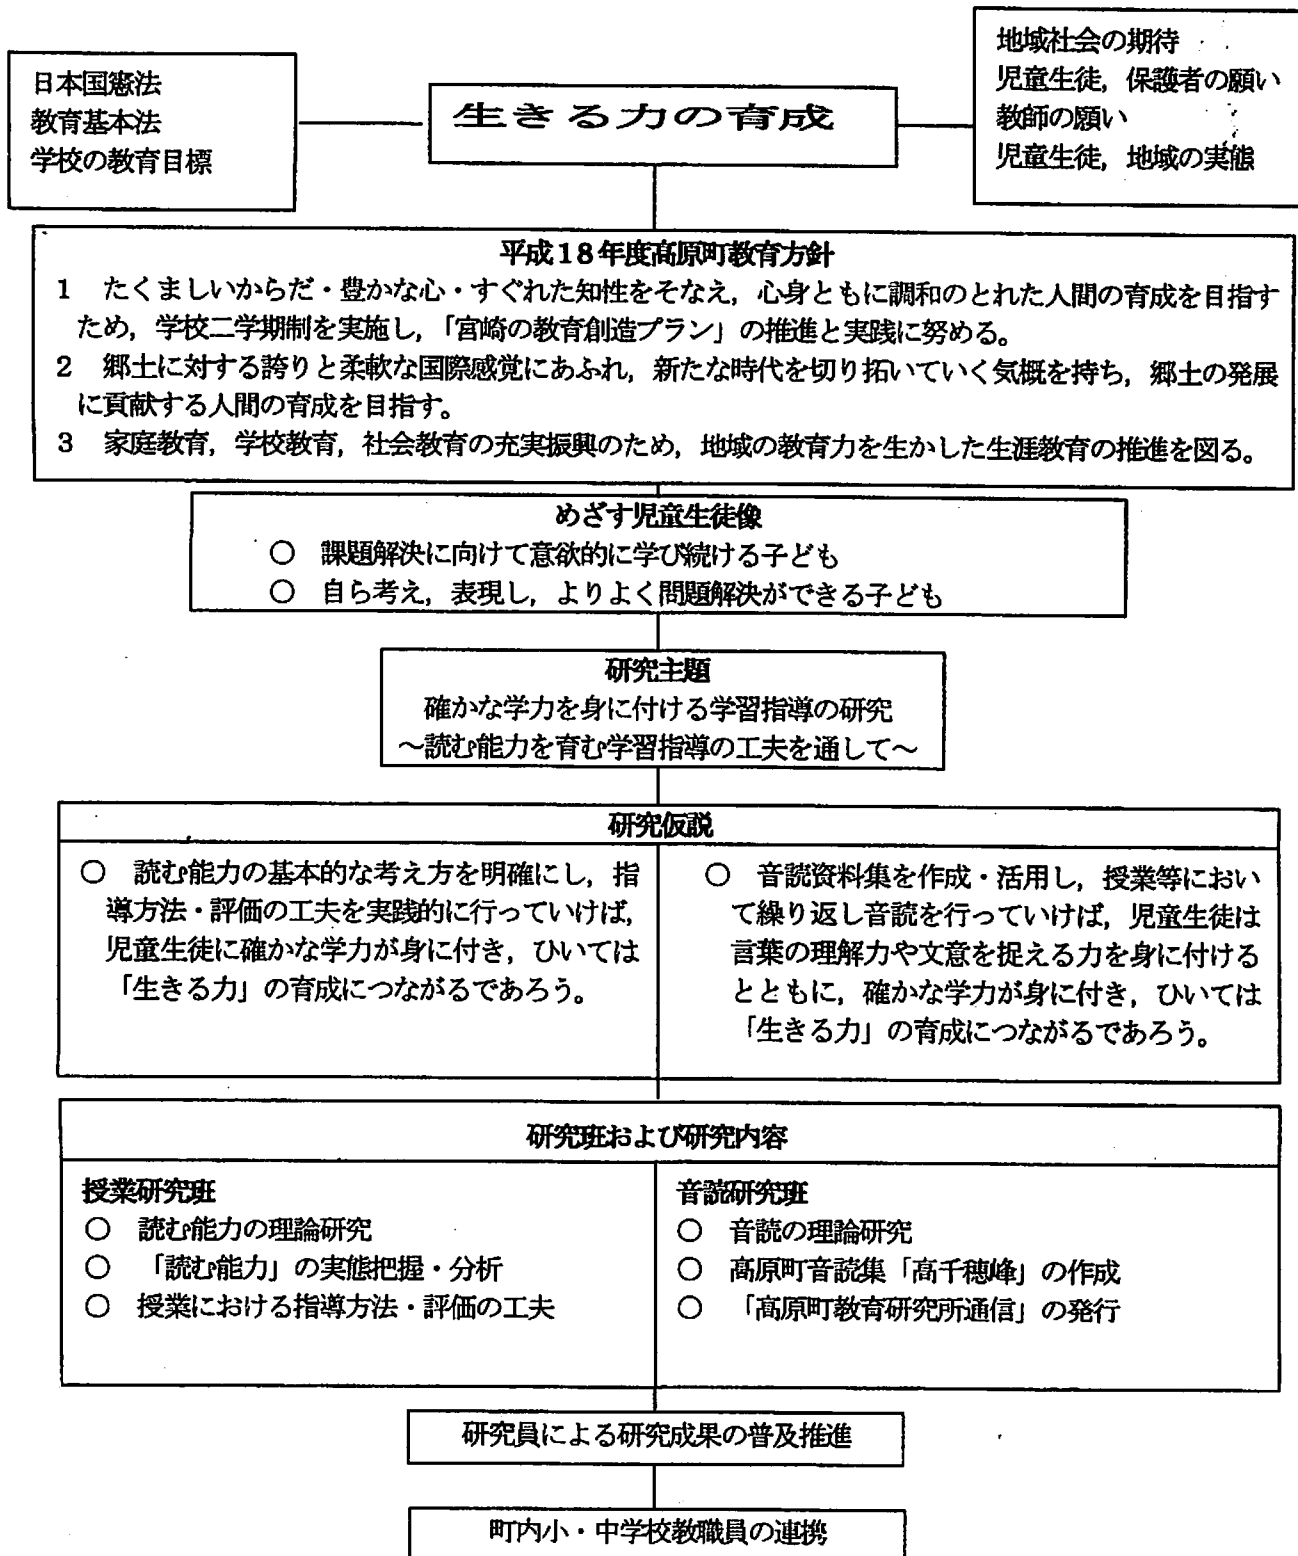 日本国憲法
教育基本法
学校の教育目標
生きる力の育成
地域社会の期待
児童生徒，保護者の願い
教師の願い
児童生徒，地域の実態
平成18年度高原町教育方針
1　たくましいからだ・豊かな心・すぐれた知性をそなえ，心身ともに調和のとれた人間の育成を目指す
ため，学校二学期制を実施し，「宮崎の教育創造プラン」の推進と実践に努める。
2　郷土に対する誇りと柔軟な国際感覚にあふれ，新たな時代を切り拓いていく気概を持ち，郷土の発展
に貢献する人間の育成を目指す。
3　家庭教育，学校教育，社会教育の充実振興のため，地域の教育力を生かした生涯教育の推進を図る。
めざす児童生徒像
○　課題解決に向けて意欲的に学び続ける子ども
○　自ら考え，表現し，よりよく問題解決ができる子ども
研究主題
確かな学力を身に付ける学習指導の研究
～読む能力を育む学習指導の工夫を通して～
研究仮説
○　読む能力の基本的な考え方を明確にし，指
導方法・評価の工夫を実践的に行っていけば，
児童生徒に確かな学力が身に付き，ひいては
「生きる力」の育成につながるであろう。
○　音読資料集を作成・活用し，授業等におい
て繰り返し音読を行っていけば，児童生徒は
言葉の理解力や文意を捉える力を身に付ける
とともに，確かな学力が身に付き，ひいては
「生きる力」の育成につながるであろう。
研究班および研究内容
授業研究班
○　読む能力の理論研究
○　「読む能力」の実態把握・分析
○　授業における指導方法・評価の工夫
音読研究班
○　音読の理論研究
○　高原町音読集「高千穂峰」の作成
○　「高原町教育研究所通信」の発行
研究員による研究成果の普及推進
町内小・中学校教職員の連携